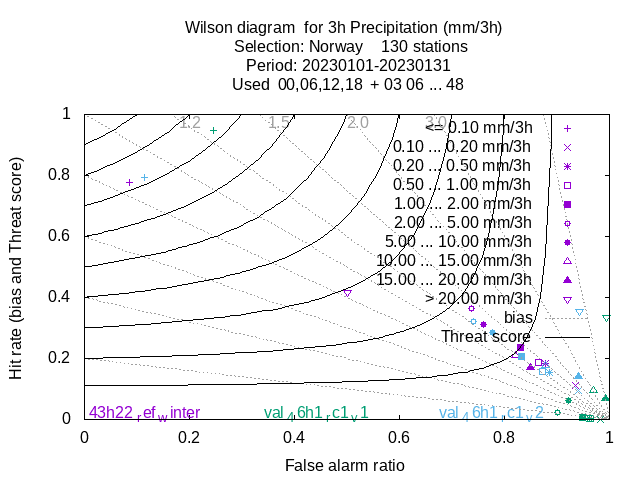 Wilson diagram  for 3h Precipitation (mm/3h)
Selection: Norway    130 stations
Period: 20230101-20230131
Used  00,06,12,18  + 03 06 ... 48
1.2 1.5 2.0 3.0
<= 0.10 mm/3h
0.10 ... 0.20 mm/3h
0.20 ... 0.50 mm/3h
0.50 ... 1.00 mm/3h
1.00 ... 2.00 mm/3h
2.00 ... 5.00 mm/3h
5.00 ... 10.00 mm/3h
10.00 ... 15.00 mm/3h
15.00 ... 20.00 mm/3h
> 20.00 mm/3h
bias
Threat score
Hit rate (bias and Threat score)
1
0.8
0.6
0.4
0.2
0
43h22_ref_winter val_46h1_rc1_v1 val_46h1_rc1_v2
0 0.2 0.4 0.6 0.8 1
False alarm ratio